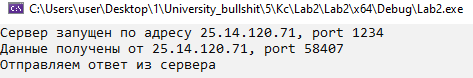 C:\Users\user\Desktop\1\University_bullshit\5\Kc\Lab2\Lab2\x64\Debug\Lab2.exe
Сервер запущен по адресу 25.14.120.71, port 1234
Данные получены от 25.14.120.71, port 58407
Отправляем ответ из сервера